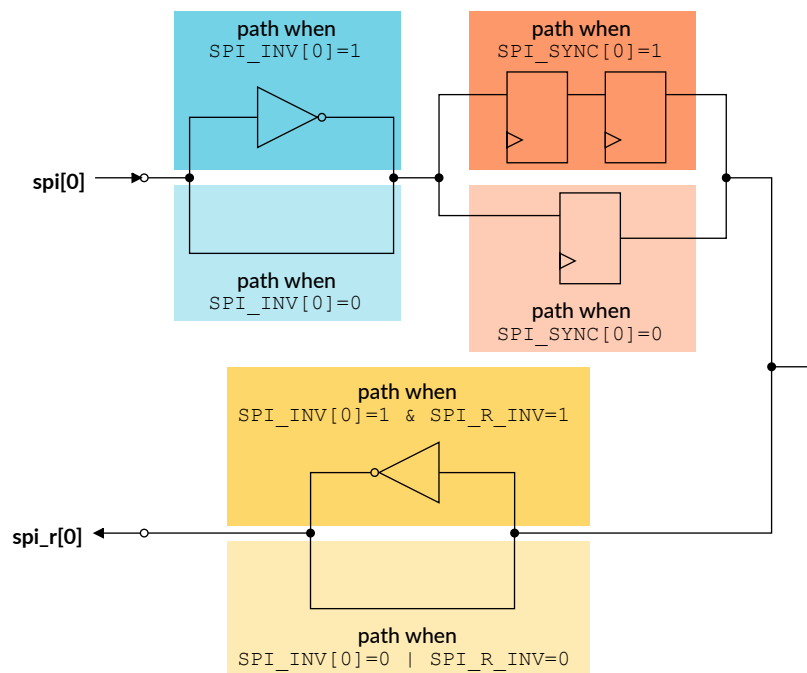 path when
SPI_INV[0]=1
path when
SPI_SYNC[0]=1
spi[0]
path when
SPI_INV[0]=0
path when
SPI_SYNC[0]=0
path when
SPI_INV[0]=1 & SPI_R_INV=1
spi_r[0]
path when
SPI_INV[0]=0 | SPI_R_INV=0